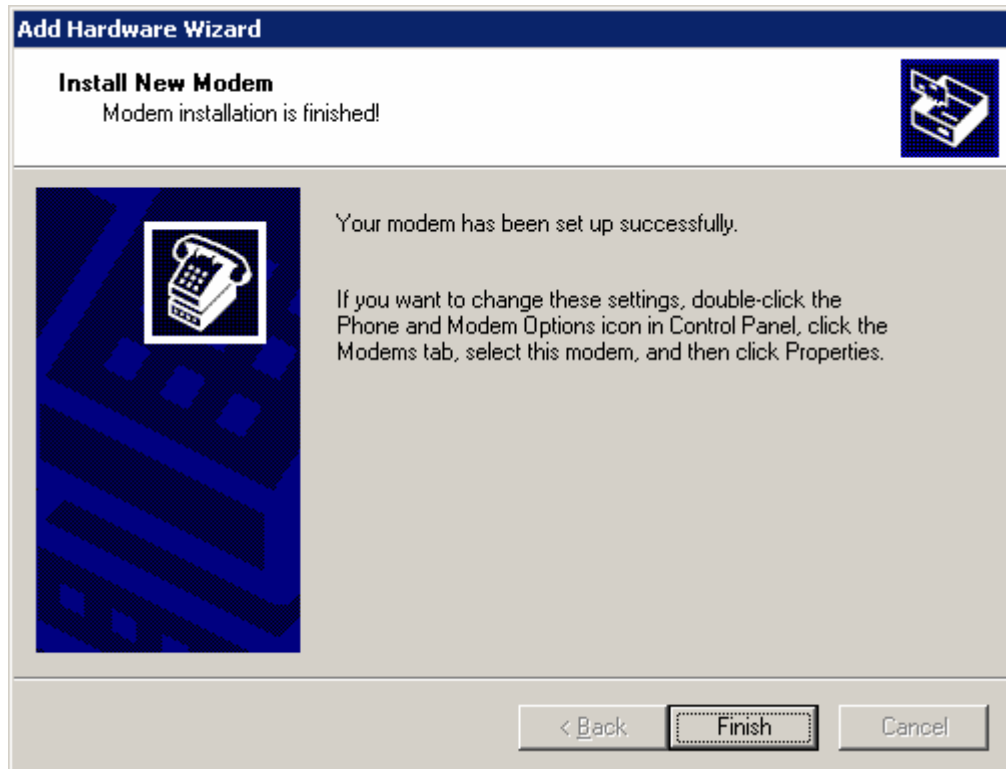 Add Hardware Wizard
Install New Modem
Modem installation is finished!
Your modem has been set up successfully.
If you want to change these settings, double-click the
Phone and Modem Options icon in Control Panel, click the
Modems tab, select this modem, and then click Properties.
< Back
Finish
Cancel